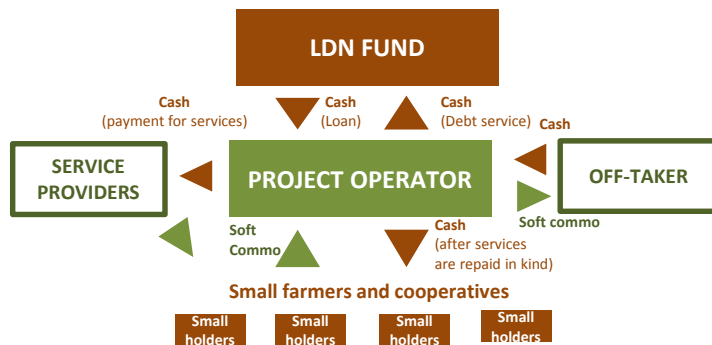 LDN FUND
Cash
(payment for services)
Cash
(Loan)
Cash
(Debt service)
Cash
SERVICE
PROVIDERS
PROJECT OPERATOR
OFF-TAKER
Soft
Commo
Cash
(after services
are repaid in kind)
Soft commo
Small farmers and cooperatives
Small
holders
Small
holders
Small
holders
Small
holders